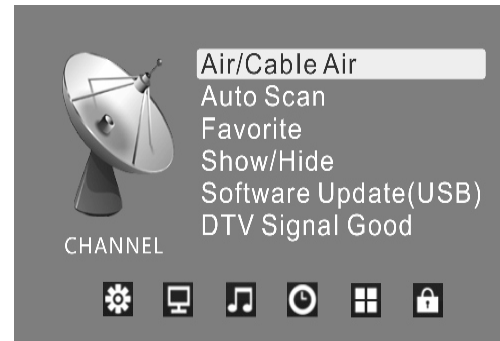 Air/Cable Air
Auto Scan
Favorite
Show/Hide
Software Update(USB)
DTV Signal Good
CHANNEL